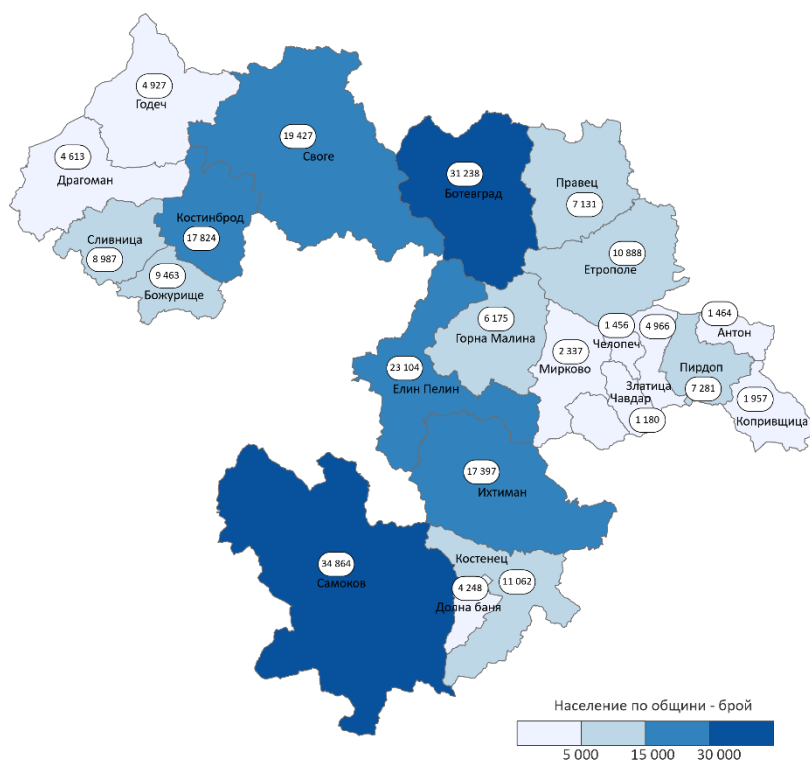 4 927
Годеч
19 427
Своге
4 613
Драгоман
31 238
Ботевград
Правец
7 131
Костинброд
17 824
Сливница
8 987
9 463
Божурище
10 888
Етрополе
6 175
Горна Малина
1 456
Челопеч
4 966
Златица
1 464
Антон
2 337
Мирково
Пирдоп
7 281
23 104
Елин Пелин
Чавдар
1 180
1 957
Копривщица
17 397
Ихтиман
34 864
Самоков
Костенец
11 062
4 248
Долна баня
Население по общини - брой
5 000 15 000 30 000